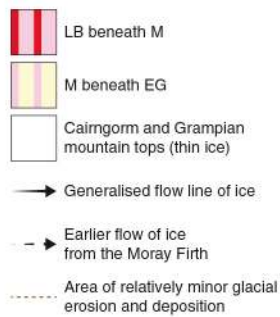 LB beneath M
M beneath EG
Cairngorm and Grampian
mountain tops (thin ice)
Generalised flow line of ice
Earlier flow of ice
from the Moray Firth
Area of relatively minor glacial
erosion and deposition